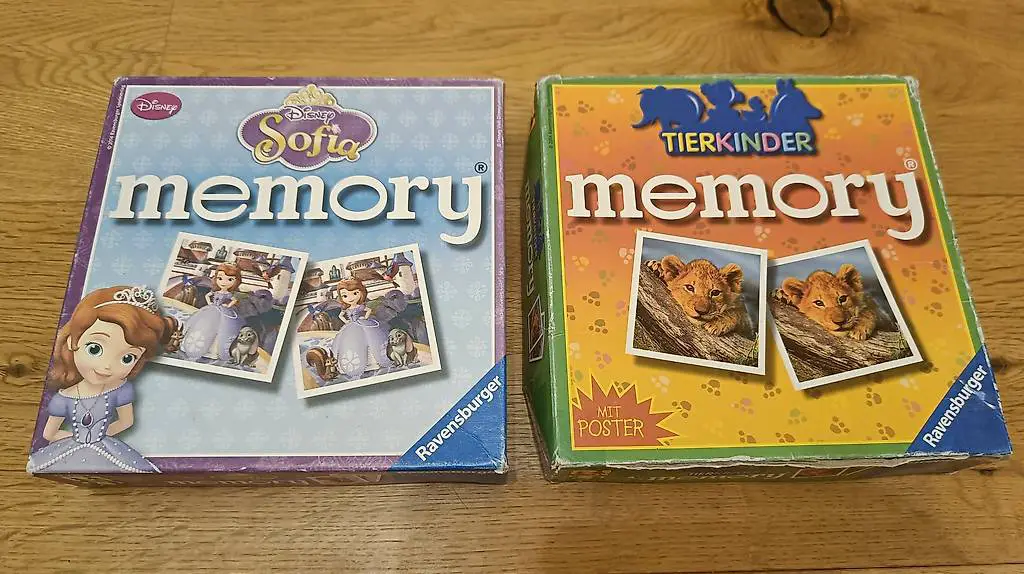 Disney
Disney
Sofia
memory®
Ravensburger
TIERKINDER
memory®
MIT
POSTER
Ravensburger